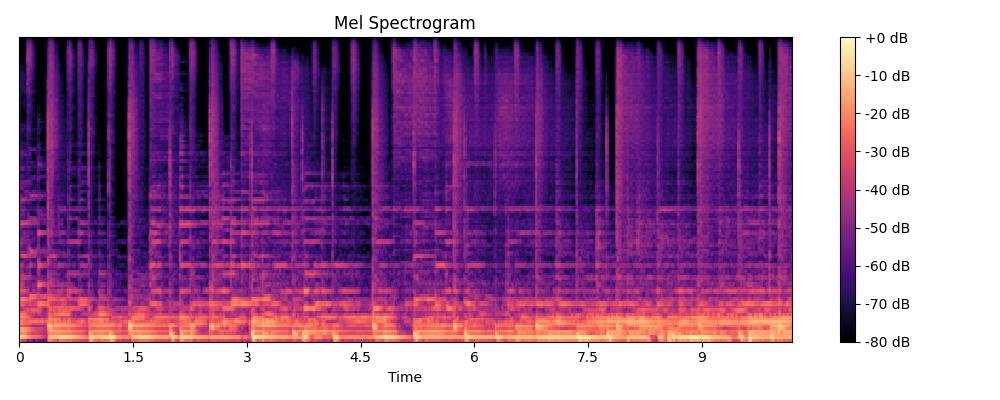 Mel Spectrogram
+0 dB
-10 dB
-20 dB
-30 dB
-40 dB
-50 dB
-60 dB
-70 dB
-80 dB
0 1.5 3 4.5 6 7.5 9
Time